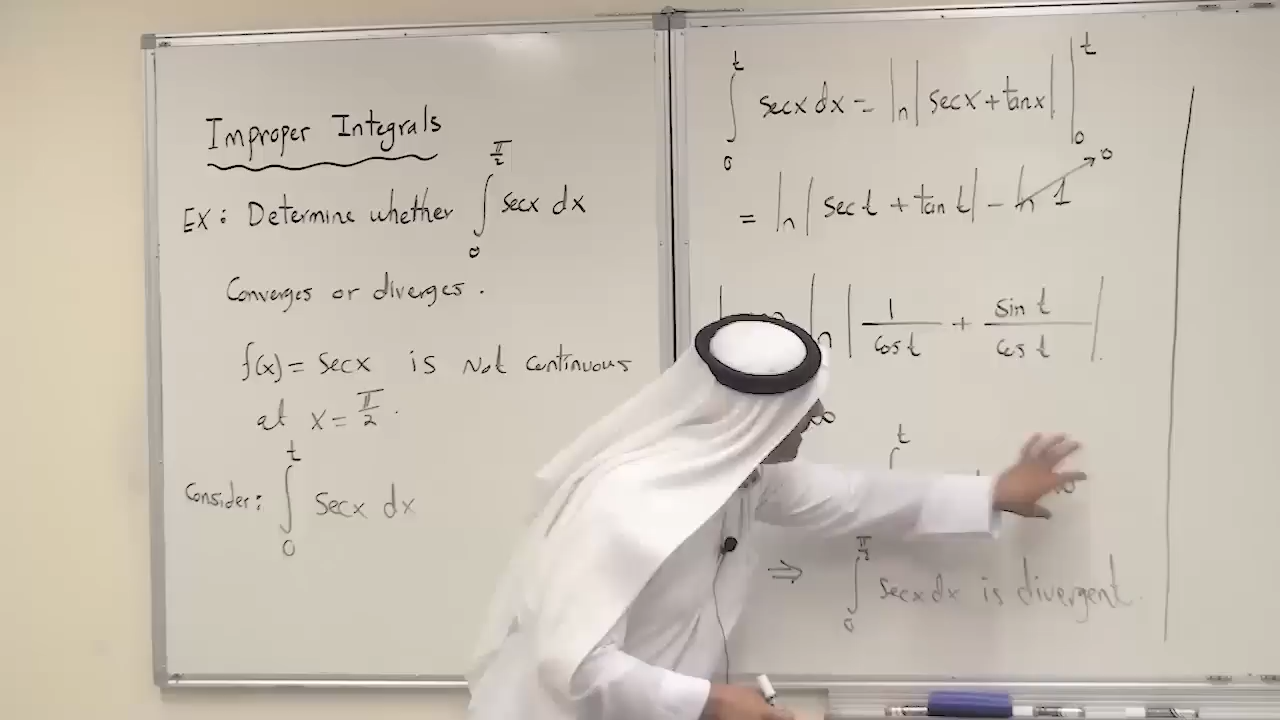 Improper Integrals
Ex: Determine whether ∫₀^(π/2) secx dx
Converges or diverges.
f(x) = secx is Not Continuous
at x = π/2.
Consider: ∫₀^t secx dx
∫₀^t secx dx = ln|secx + tanx| |₀^t
= ln|sec t + tan t| - ln 1 → 0
ln|1/cos t + sin t/cos t|
∞
t
⇒ ∫₀^(π/2) secx dx is divergent.